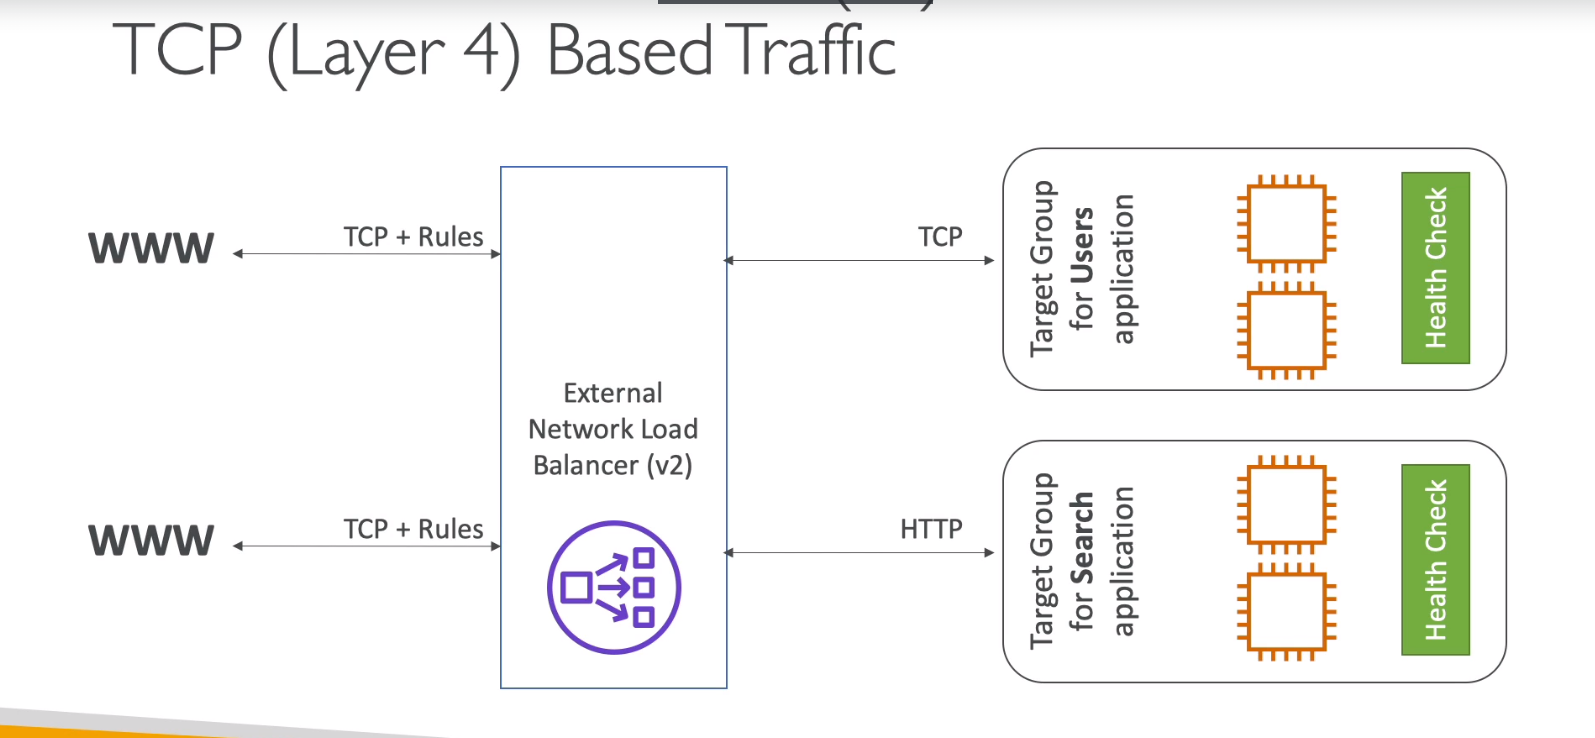 TCP (Layer 4) Based Traffic
WWW
TCP + Rules
TCP
Target Group
for Users
application
Health Check
External
Network Load
Balancer (v2)
WWW
TCP + Rules
HTTP
Target Group
for Search
application
Health Check